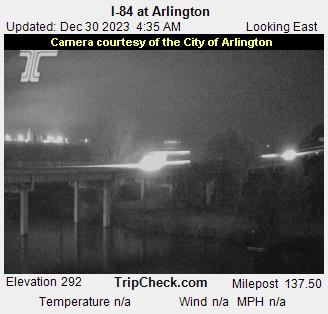 I-84 at Arlington
Updated: Dec 30 2023 4:35 AM Looking East
Camera courtesy of the City of Arlington
Elevation 292 TripCheck.com Milepost 137.50
Temperature n/a Wind n/a MPH n/a